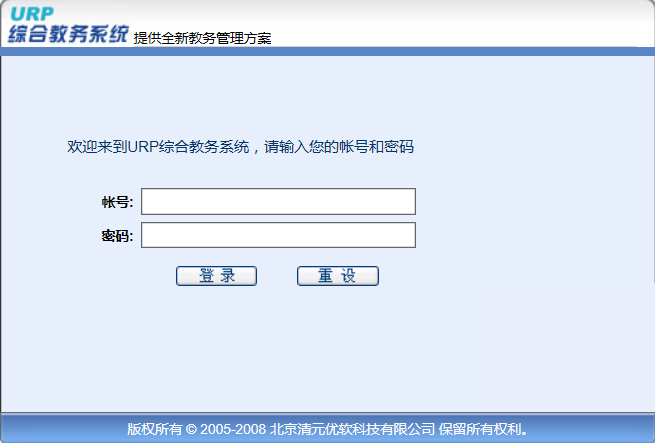 URP
综合教务系统 提供全新教务管理方案
欢迎来到URP综合教务系统，请输入您的帐号和密码
帐号:
密码:
登 录 重 设
版权所有 © 2005-2008 北京清元优软科技有限公司 保留所有权利。